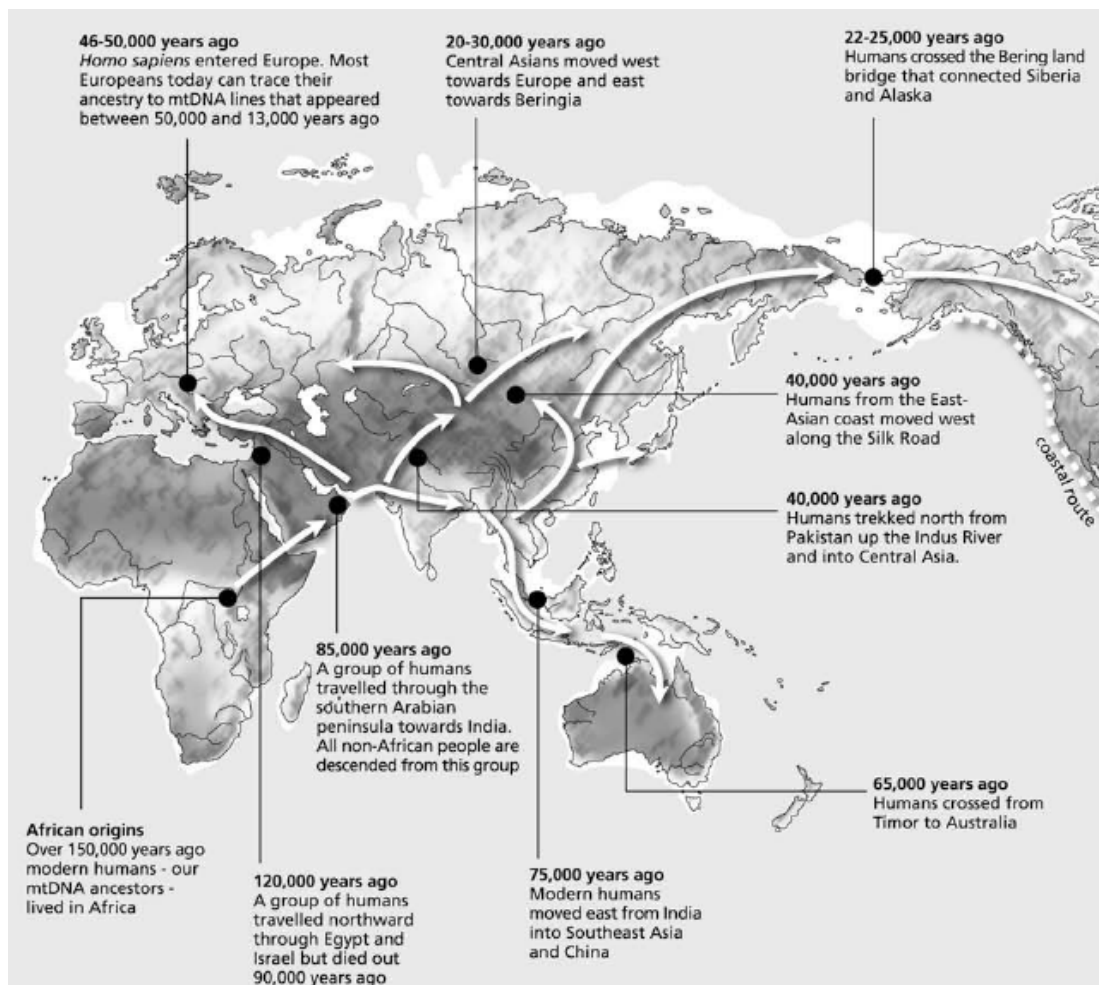 46-50,000 years ago
Homo sapiens entered Europe. Most
Europeans today can trace their
ancestry to mtDNA lines that appeared
between 50,000 and 13,000 years ago
20-30,000 years ago
Central Asians moved west
towards Europe and east
towards Beringia
22-25,000 years ago
Humans crossed the Bering land
bridge that connected Siberia
and Alaska
40,000 years ago
Humans from the East-
Asian coast moved west
along the Silk Road
coastal route
40,000 years ago
Humans trekked north from
Pakistan up the Indus River
and into Central Asia.
85,000 years ago
A group of humans
travelled through the
southern Arabian
peninsula towards India.
All non-African people are
descended from this group
65,000 years ago
Humans crossed from
Timor to Australia
African origins
Over 150,000 years ago
modern humans - our
mtDNA ancestors -
lived in Africa
120,000 years ago
A group of humans
travelled northward
through Egypt and
Israel but died out
90,000 years ago
75,000 years ago
Modern humans
moved east from India
into Southeast Asia
and China